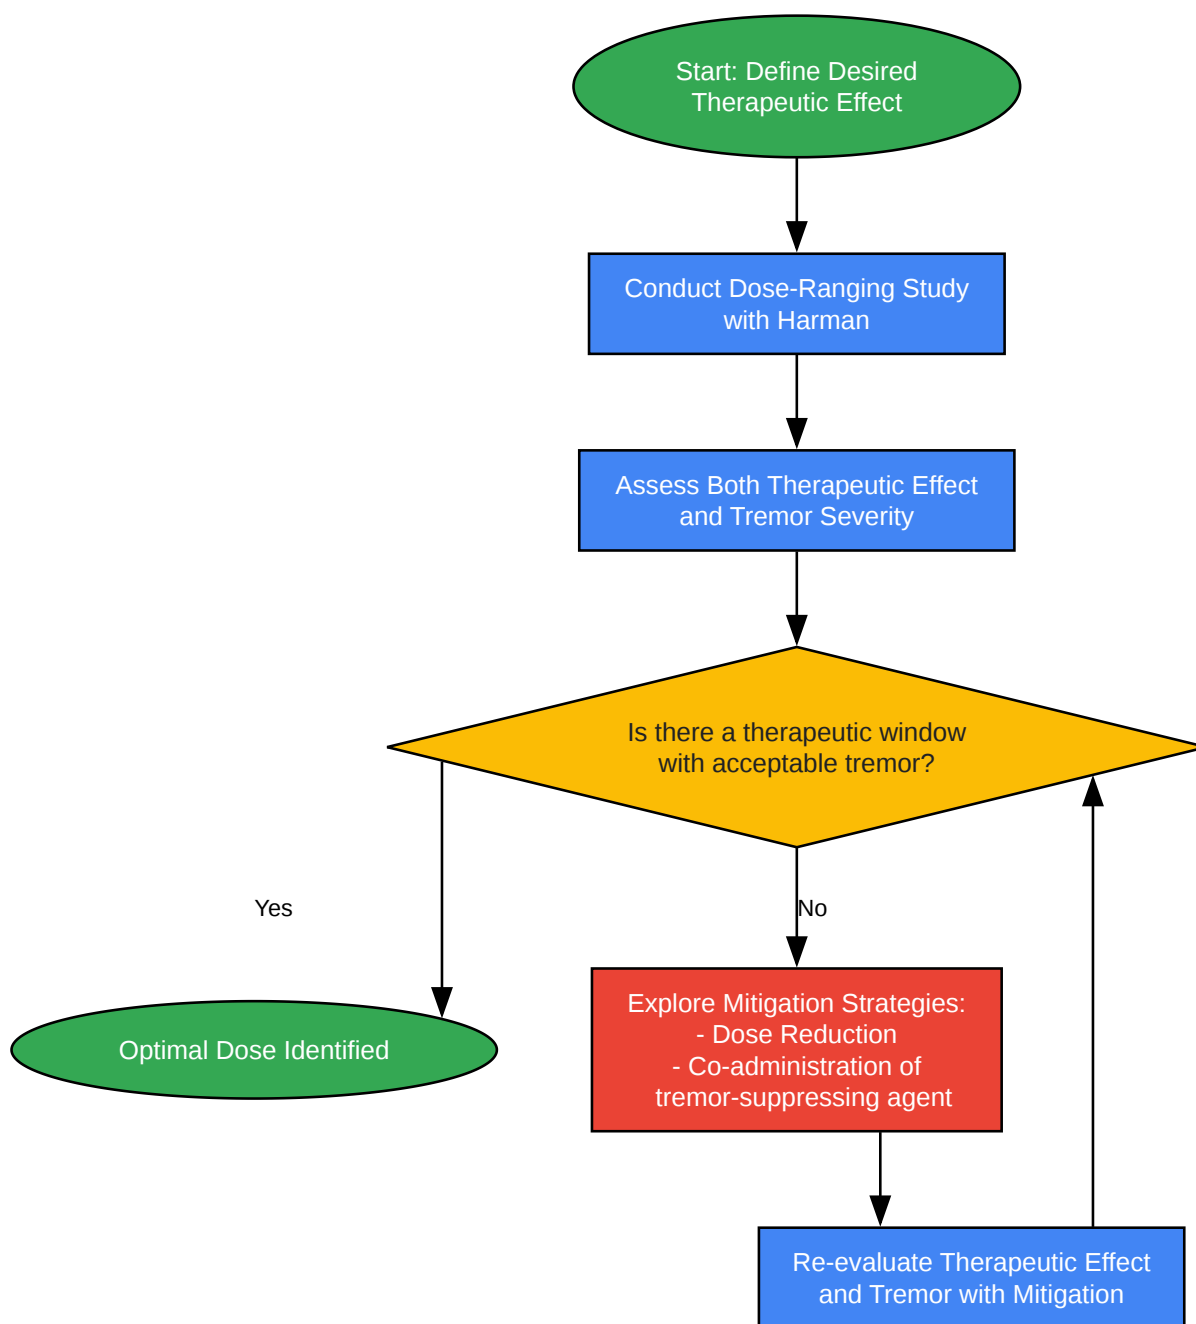 Start: Define Desired
Therapeutic Effect
Conduct Dose-Ranging Study
with Harman
Assess Both Therapeutic Effect
and Tremor Severity
Is there a therapeutic window
with acceptable tremor?
Yes
No
Optimal Dose Identified
Explore Mitigation Strategies:
- Dose Reduction
- Co-administration of
tremor-suppressing agent
Re-evaluate Therapeutic Effect
and Tremor with Mitigation